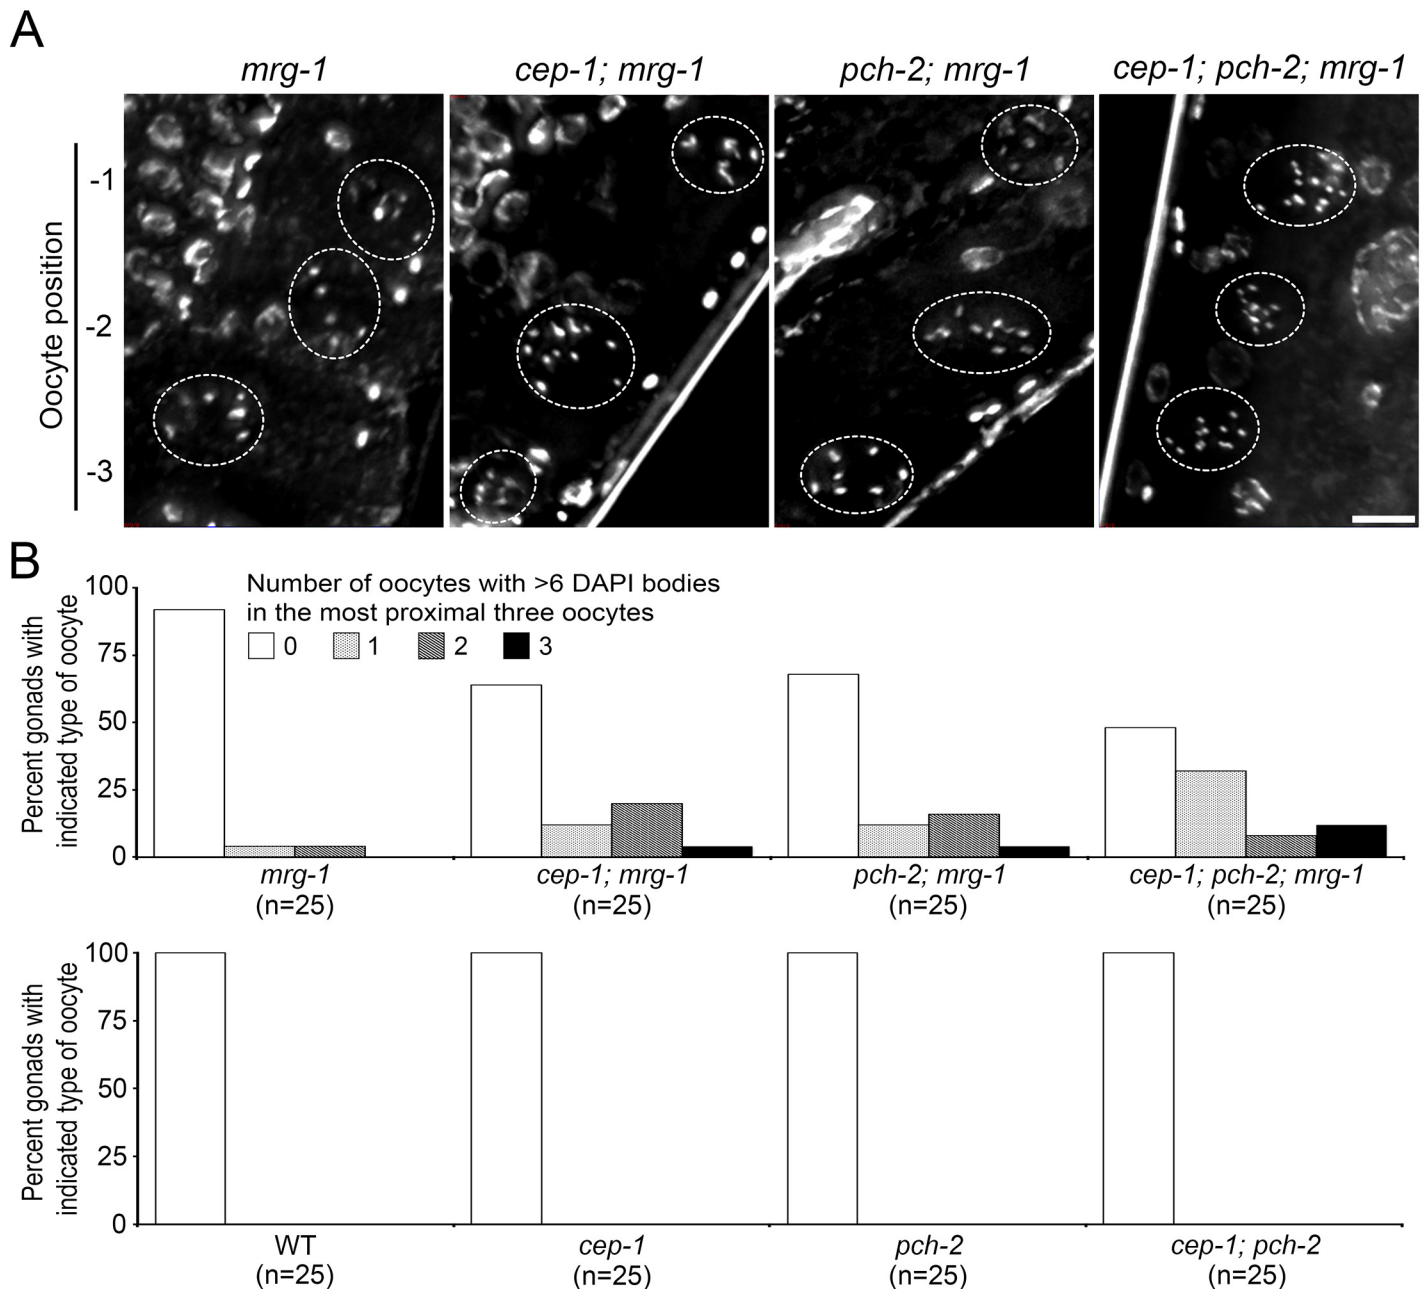 A
mrg-1
cep-1; mrg-1
pch-2; mrg-1
cep-1; pch-2; mrg-1
Oocyte position
-1
-2
-3
B
Percent gonads with
indicated type of oocyte
100
75
50
25
0
Number of oocytes with >6 DAPI bodies
in the most proximal three oocytes
0 1 2 3
mrg-1
(n=25)
cep-1; mrg-1
(n=25)
pch-2; mrg-1
(n=25)
cep-1; pch-2; mrg-1
(n=25)
Percent gonads with
indicated type of oocyte
100
75
50
25
0
WT
(n=25)
cep-1
(n=25)
pch-2
(n=25)
cep-1; pch-2
(n=25)